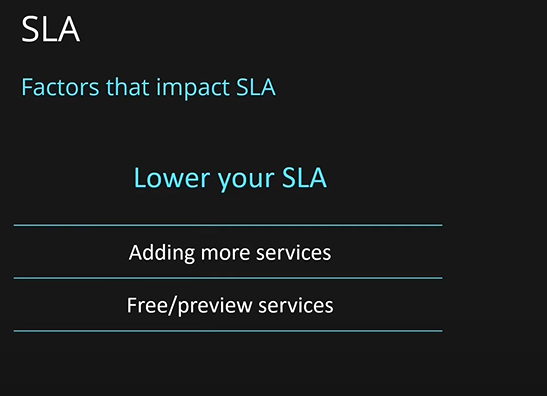 SLA
Factors that impact SLA
Lower your SLA
Adding more services
Free/preview services